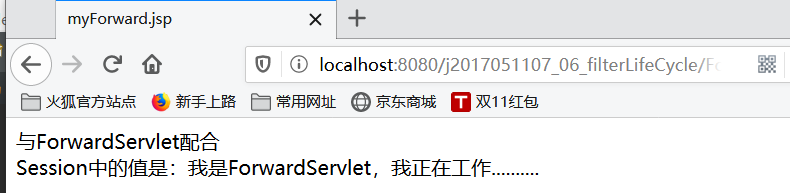 myForward.jsp
localhost:8080/j2017051107_06_filterLifeCycle/
火狐官方站点 新手上路 常用网址 京东商城 T 双11红包
与ForwardServlet配合
Session中的值是：我是ForwardServlet，我正在工作..........